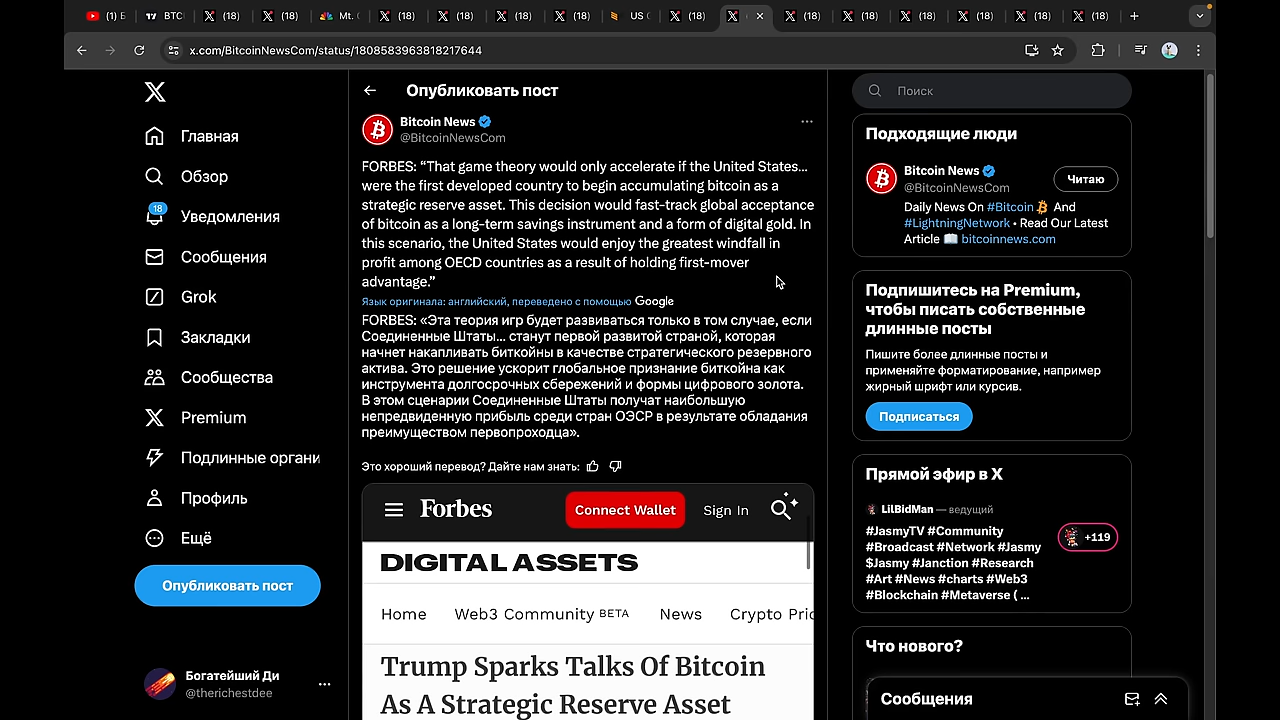 (1) E
BTC
(18)
(18)
Mt. (
(18)
(18)
(18)
(18)
US (
(18)
(18)
(18)
(18)
(18)
(18)
(18)
x.com/BitcoinNewsCom/status/1808583963818217644
Главная
Обзор
18
Уведомления
Сообщения
Grok
Закладки
Сообщества
Premium
Подлинные органи
Профиль
Ещё
Опубликовать пост
Богатейший Ди
@therichestdee
Опубликовать пост
Bitcoin News
@BitcoinNewsCom
FORBES: “That game theory would only accelerate if the United States...
were the first developed country to begin accumulating bitcoin as a
strategic reserve asset. This decision would fast-track global acceptance
of bitcoin as a long-term savings instrument and a form of digital gold. In
this scenario, the United States would enjoy the greatest windfall in
profit among OECD countries as a result of holding first-mover
advantage.”
Язык оригинала: английский, переведено с помощью Google
FORBES: «Эта теория игр будет развиваться только в том случае, если
Соединенные Штаты... станут первой развитой страной, которая
начнет накапливать биткойны в качестве стратегического резервного
актива. Это решение ускорит глобальное признание биткойна как
инструмента долгосрочных сбережений и формы цифрового золота.
В этом сценарии Соединенные Штаты получат наибольшую
непредвиденную прибыль среди стран ОЭСР в результате обладания
преимуществом первопроходца».
Это хороший перевод? Дайте нам знать:
Forbes
Connect Wallet
Sign In
DIGITAL ASSETS
Home
Web3 Community BETA
News
Crypto Pric
Trump Sparks Talks Of Bitcoin
As A Strategic Reserve Asset
Поиск
Подходящие люди
Bitcoin News
@BitcoinNewsCom
Читаю
Daily News On #Bitcoin And
#LightningNetwork • Read Our Latest
Article bitcoinnews.com
Подпишитесь на Premium,
чтобы писать собственные
длинные посты
Пишите более длинные посты и
применяйте форматирование, например
жирный шрифт или курсив.
Подписаться
Прямой эфир в X
LilBidMan — ведущий
#JasmyTV #Community
#Broadcast #Network #Jasmy
$Jasmy #Janction #Research
#Art #News #charts #Web3
#Blockchain #Metaverse ( ...
+119
Что нового?
Сообщения